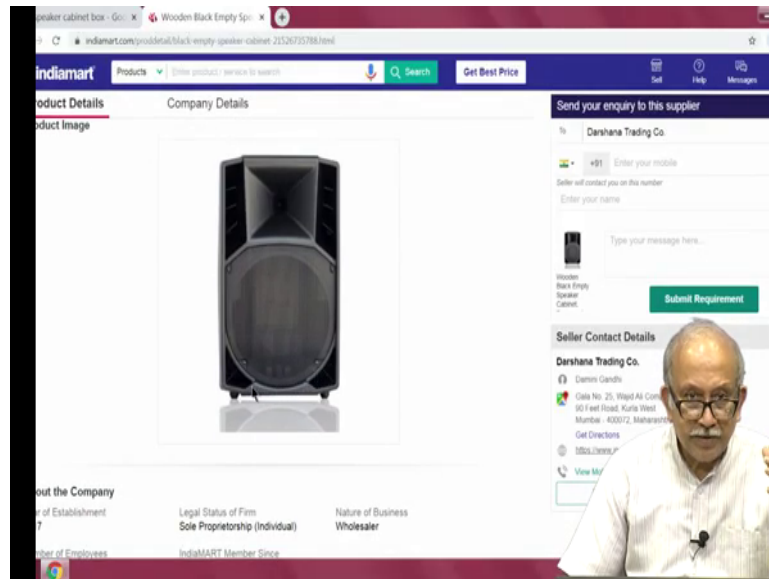 peaker cabinet box - Go
Wooden Black Empty Spe
indiamart.com/proddetail/black-empty-speaker-cabinet-21526735788.html
indiamart
Products
Enter product / service to search
Search
Get Best Price
Sell
Help
Messages
roduct Details
Company Details
oduct Image
Send your enquiry to this supplier
To
Darshana Trading Co.
+91
Enter your mobile
Seller will contact you on this number
Enter your name
Type your message here...
Wooden
Black Empty
Speaker
Cabinet
Submit Requirement
Seller Contact Details
Darshana Trading Co.
Damini Gandhi
Gala No. 25, Wajid Ali Com
90 Feet Road, Kurla West
Mumbai - 400072, Maharasht
Get Directions
View Mo
out the Company
r of Establishment
7
Legal Status of Firm
Sole Proprietorship (Individual)
Nature of Business
Wholesaler
mber of Employees
IndiaMART Member Since